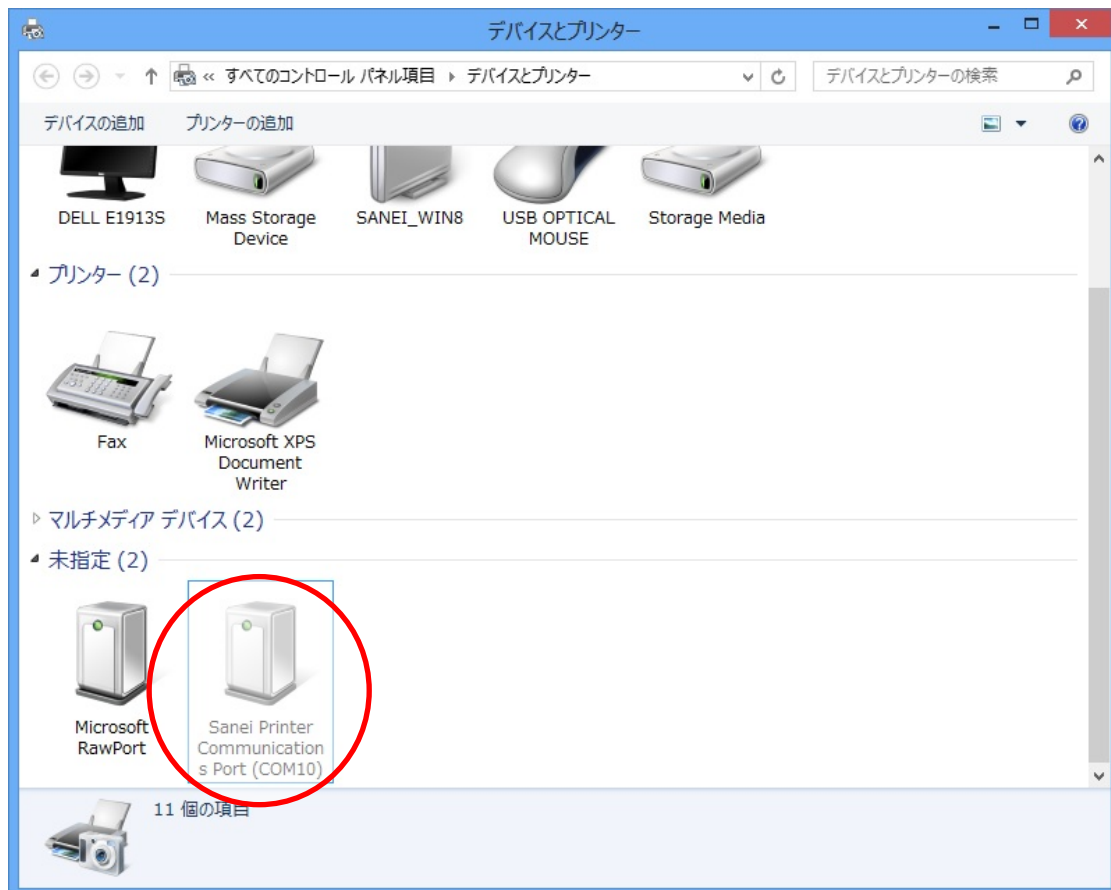 デバイスとプリンター
« すべてのコントロール パネル項目 ▸ デバイスとプリンター
デバイスとプリンターの検索
デバイスの追加 プリンターの追加
DELL E1913S
Mass Storage
Device
SANEI_WIN8
USB OPTICAL
MOUSE
Storage Media
プリンター (2)
Fax
Microsoft XPS
Document
Writer
マルチメディア デバイス (2)
未指定 (2)
Microsoft
RawPort
Sanei Printer
Communication
s Port (COM10)
11 個の項目